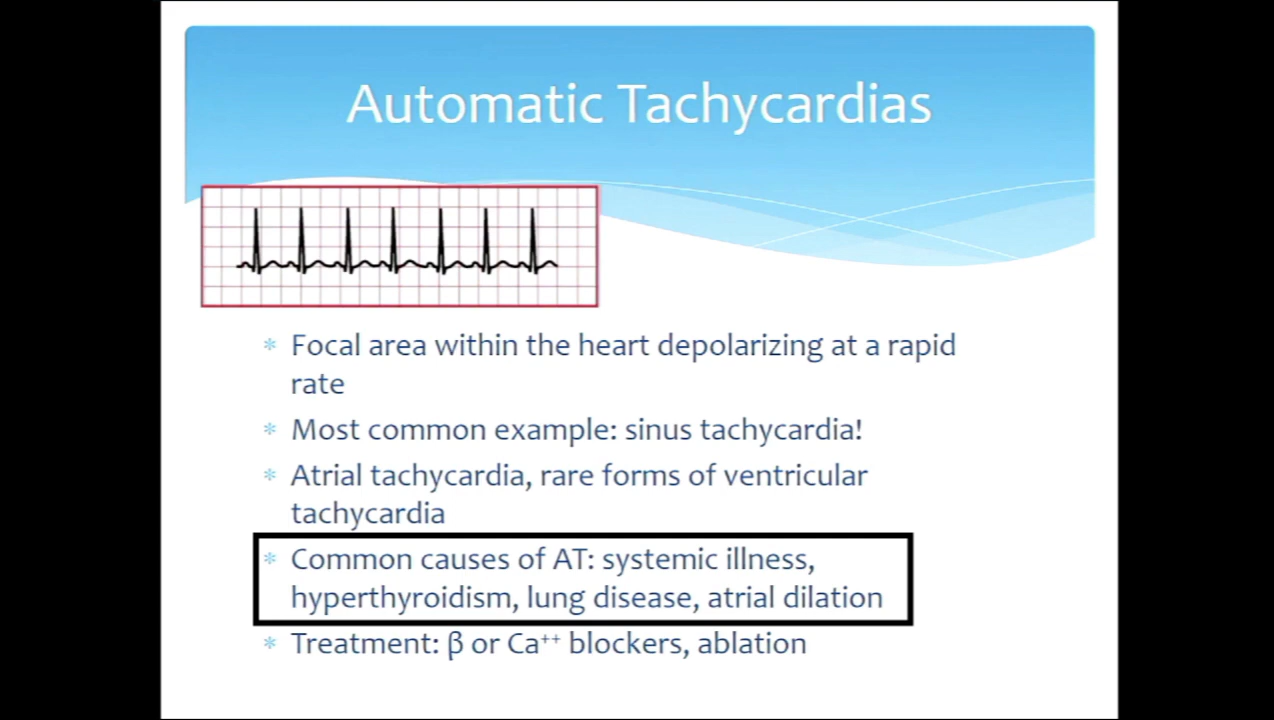 Automatic Tachycardias
* Focal area within the heart depolarizing at a rapid
rate
* Most common example: sinus tachycardia!
* Atrial tachycardia, rare forms of ventricular
tachycardia
* Common causes of AT: systemic illness,
hyperthyroidism, lung disease, atrial dilation
* Treatment: β or Ca⁺⁺ blockers, ablation